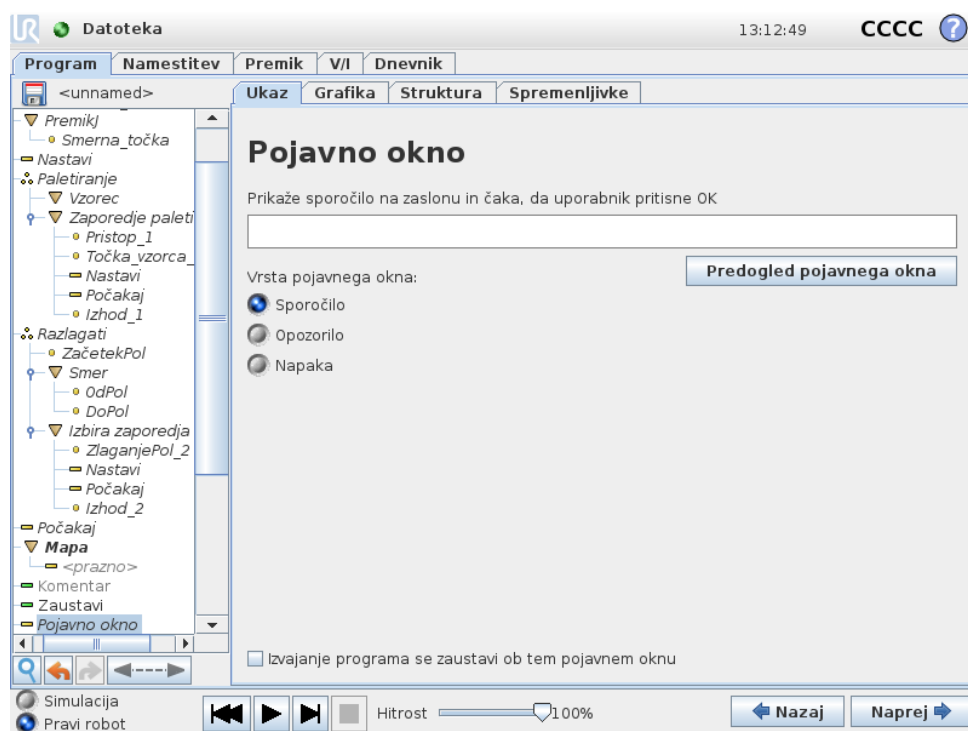 UR Datoteka 13:12:49 CCCC ?
Program Namestitev Premik V/I Dnevnik
<unnamed>
Ukaz Grafika Struktura Spremenljivke
PremikJ
Smerna_točka
Nastavi
Paletiranje
Vzorec
Zaporedje paleti
Pristop_1
Točka_vzorca_
Nastavi
Počakaj
Izhod_1
Razlagati
ZačetekPol
Smer
OdPol
DoPol
Izbira zaporedja
ZlaganjePol_2
Nastavi
Počakaj
Izhod_2
Počakaj
Mapa
<prazno>
Komentar
Zaustavi
Pojavno okno
Pojavno okno
Prikaže sporočilo na zaslonu in čaka, da uporabnik pritisne OK
Predogled pojavnega okna
Vrsta pojavnega okna:
Sporočilo
Opozorilo
Napaka
Izvajanje programa se zaustavi ob tem pojavnem oknu
Simulacija
Pravi robot
Hitrost 100%
Nazaj Naprej